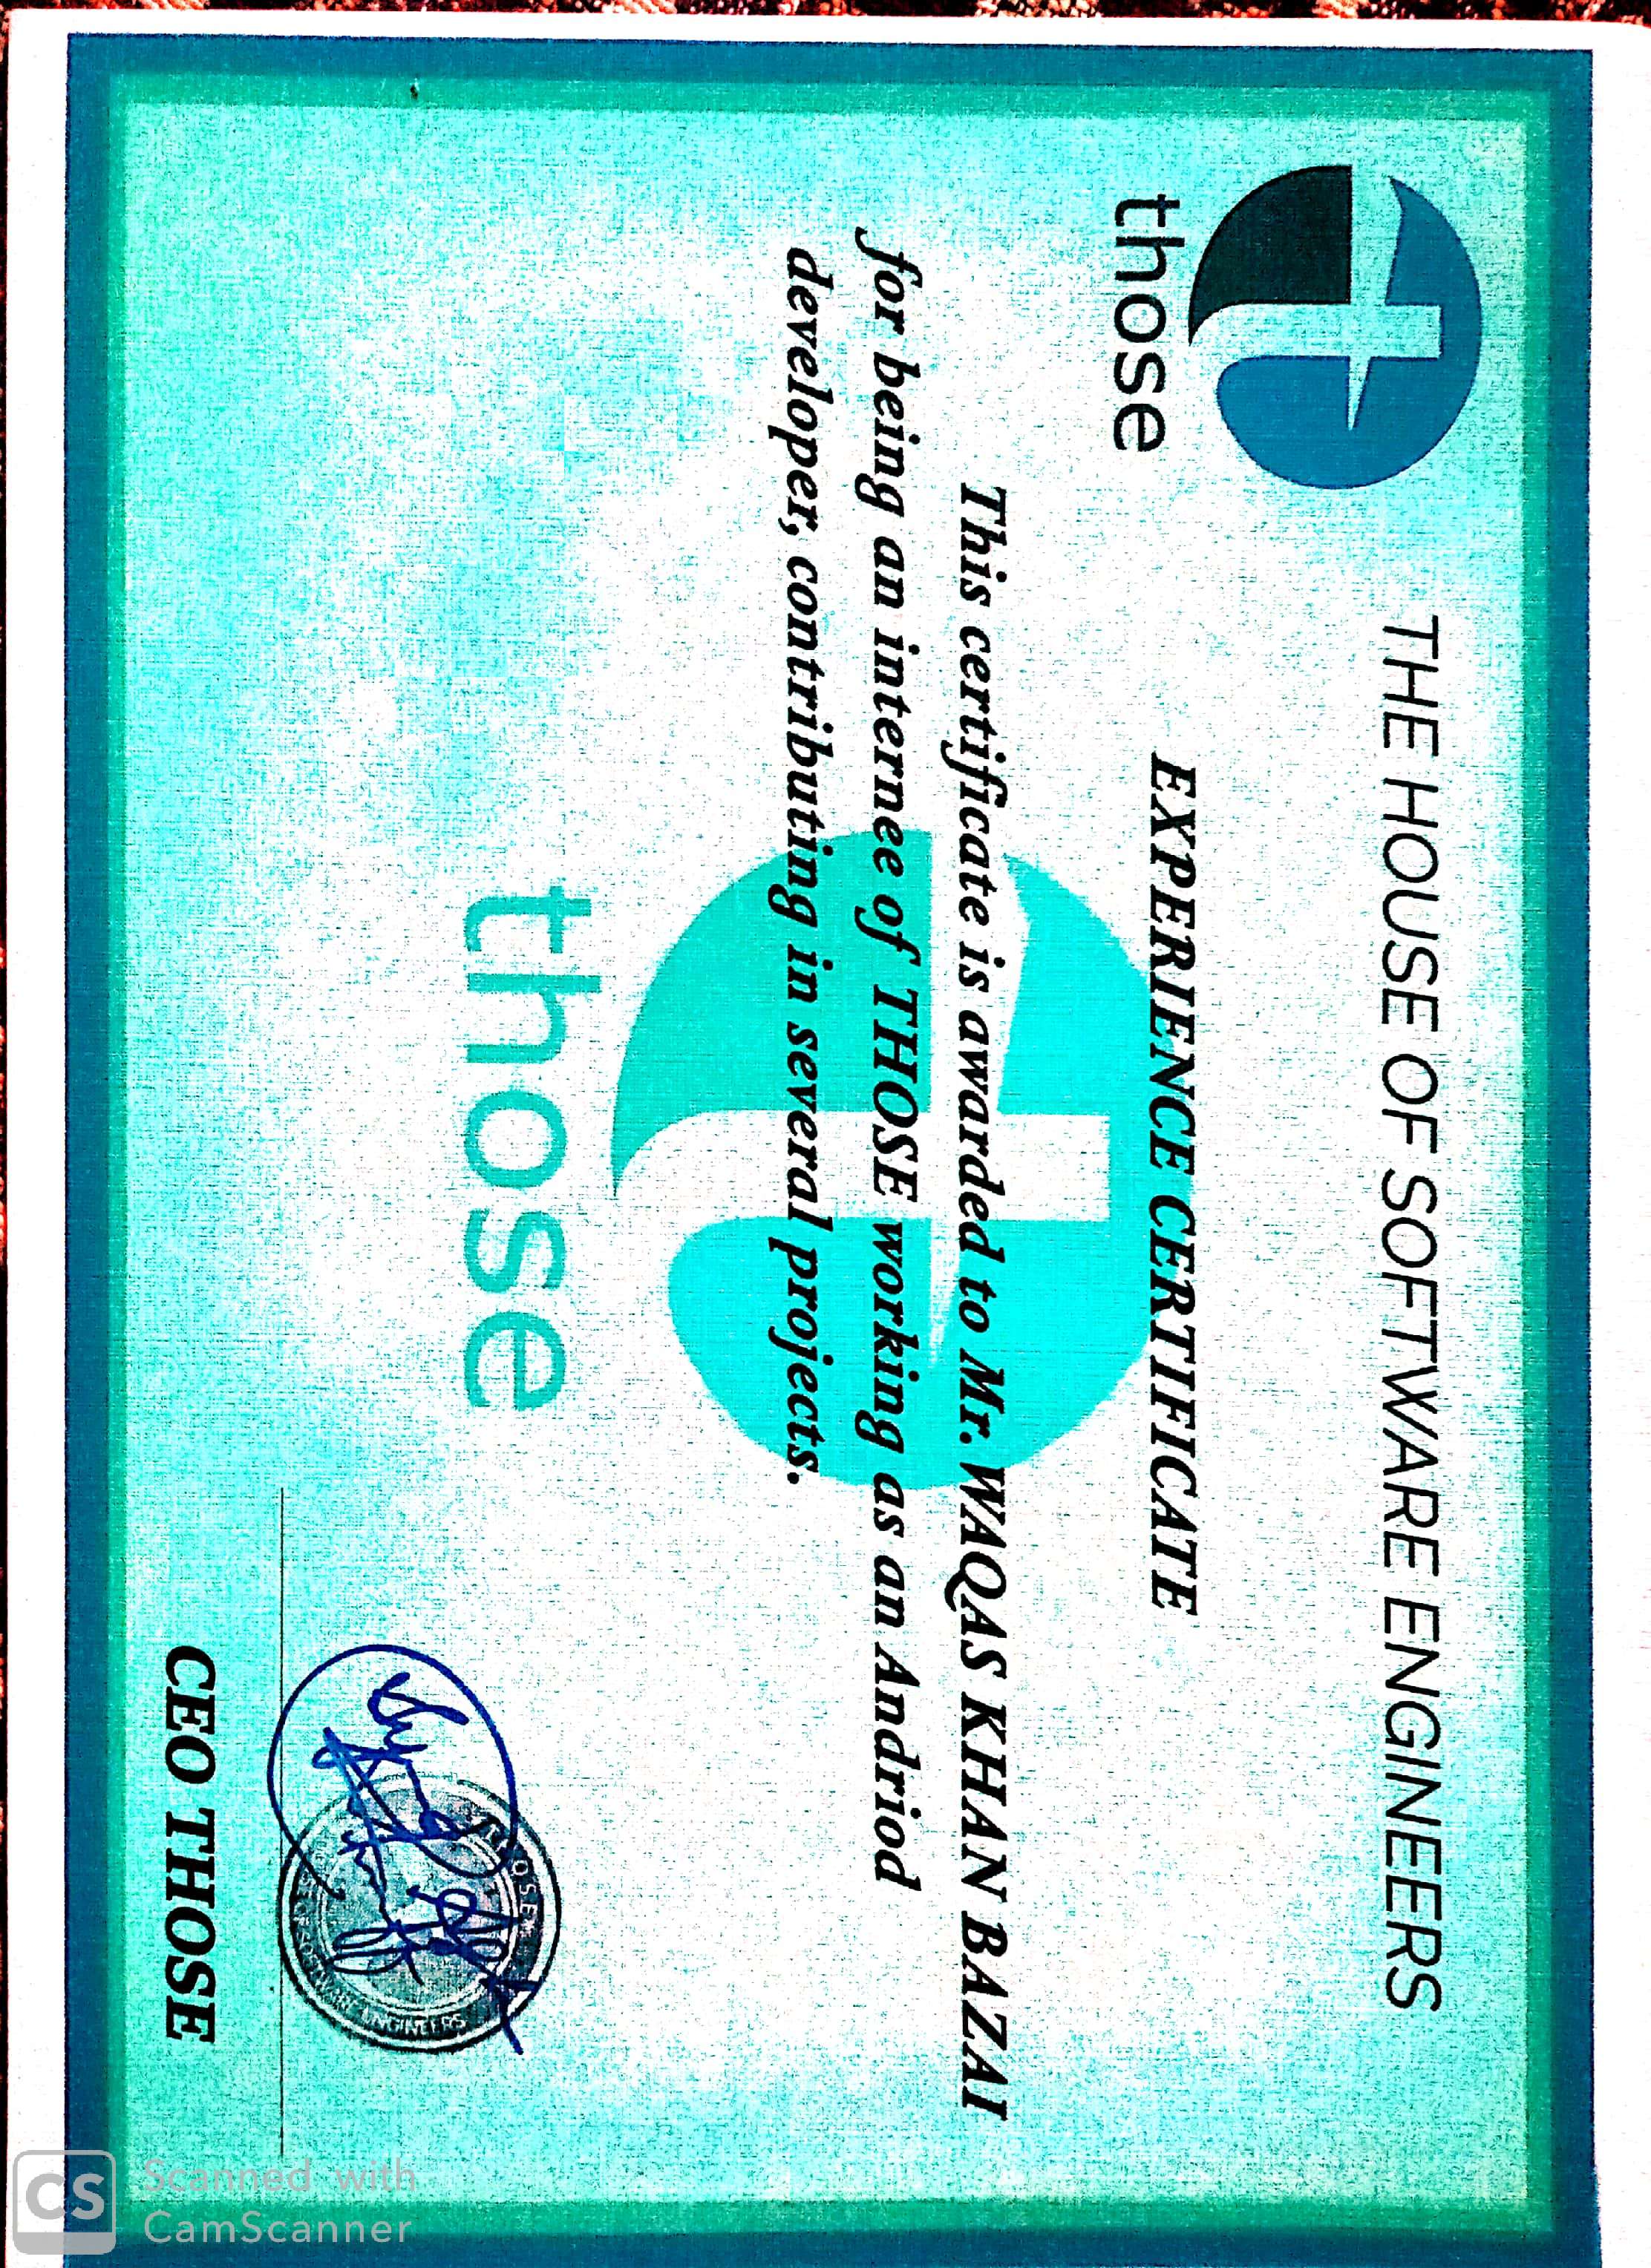 THE HOUSE OF SOFTWARE ENGINEERS
those
EXPERIENCE CERTIFICATE
This certificate is awarded to Mr. WAQAS KHAN BAZAI
for being an internee of THOSE working as an Andriod
developer, contributing in several projects.
those
ENGINEERS
CEO THOSE
CS
Scanned with
CamScanner